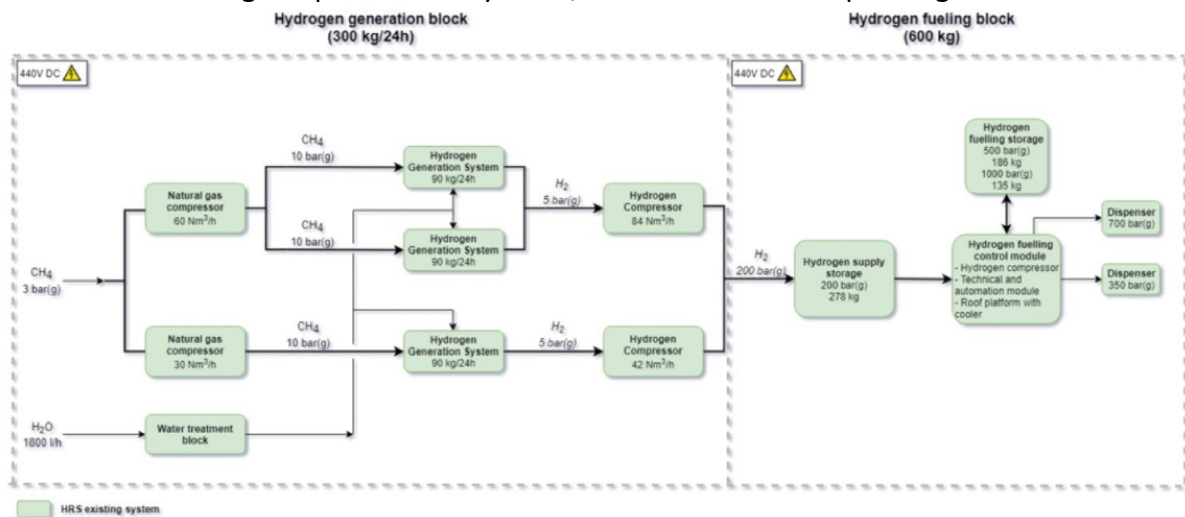 Hydrogen generation block
(300 kg/24h)
Hydrogen fueling block
(600 kg)
440V DC
440V DC
CH4
3 bar(g)
H2O
1800 l/h
Natural gas
compressor
60 Nm³/h
Natural gas
compressor
30 Nm³/h
Water treatment
block
CH4
10 bar(g)
CH4
10 bar(g)
CH4
10 bar(g)
Hydrogen
Generation System
90 kg/24h
Hydrogen
Generation System
90 kg/24h
Hydrogen
Generation System
90 kg/24h
H2
5 bar(g)
H2
5 bar(g)
Hydrogen
Compressor
84 Nm³/h
Hydrogen
Compressor
42 Nm³/h
H2
200 bar(g)
Hydrogen supply
storage
200 bar(g)
278 kg
Hydrogen
fuelling storage
500 bar(g)
186 kg
1000 bar(g)
135 kg
Hydrogen fuelling
control module
- Hydrogen compressor
- Technical and
automation module
- Roof platform with
cooler
Dispenser
700 bar(g)
Dispenser
350 bar(g)
HRS existing system